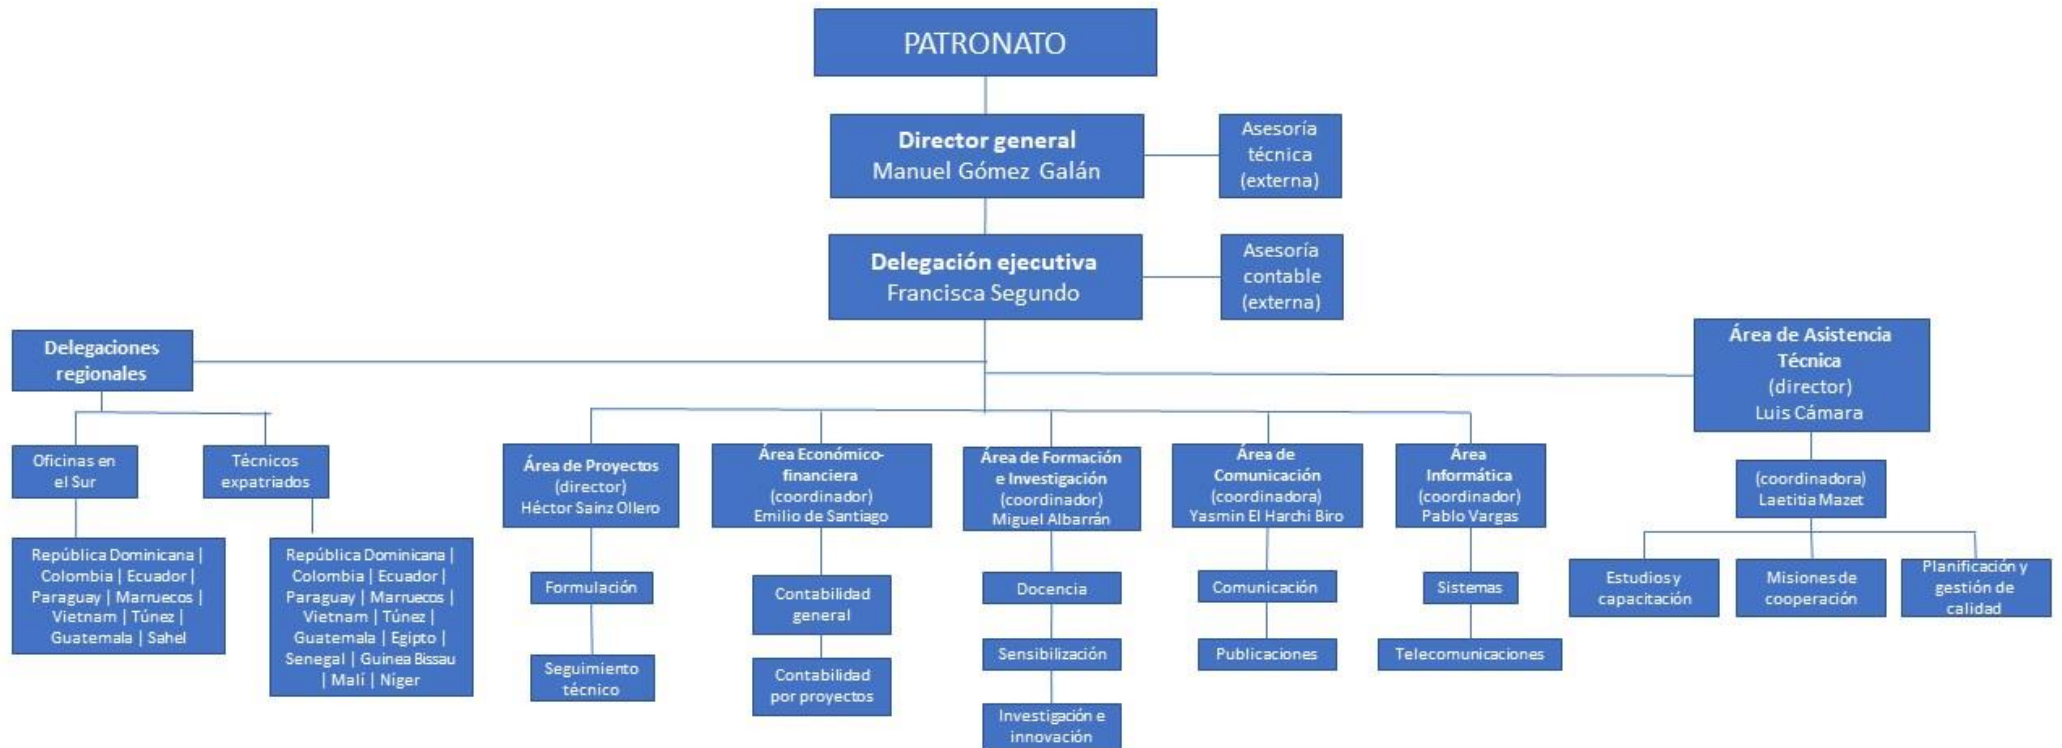 PATRONATO
Director general
Manuel Gómez Galán
Asesoría
técnica
(externa)
Delegación ejecutiva
Francisca Segundo
Asesoría
contable
(externa)
Delegaciones
regionales
Área de Asistencia
Técnica
(director)
Luis Cámara
Oficinas en
el Sur
Técnicos
expatriados
Área de Proyectos
(director)
Héctor Sainz Ollero
Área Económico-
financiera
(coordinador)
Emilio de Santiago
Área de Formación
e Investigación
(coordinador)
Miguel Albarrán
Área de
Comunicación
(coordinadora)
Yasmin El Harchi Biro
Área
Informática
(coordinador)
Pablo Vargas
(coordinadora)
Laetitia Mazet
República Dominicana |
Colombia | Ecuador |
Paraguay | Marruecos |
Vietnam | Túnez |
Guatemala | Sahel
República Dominicana |
Colombia | Ecuador |
Paraguay | Marruecos |
Vietnam | Túnez |
Guatemala | Egipto |
Senegal | Guinea Bissau
| Malí | Níger
Formulación
Seguimiento
técnico
Contabilidad
general
Contabilidad
por proyectos
Docencia
Sensibilización
Investigación e
innovación
Comunicación
Publicaciones
Sistemas
Telecomunicaciones
Estudios y
capacitación
Misiones de
cooperación
Planificación y
gestión de
calidad